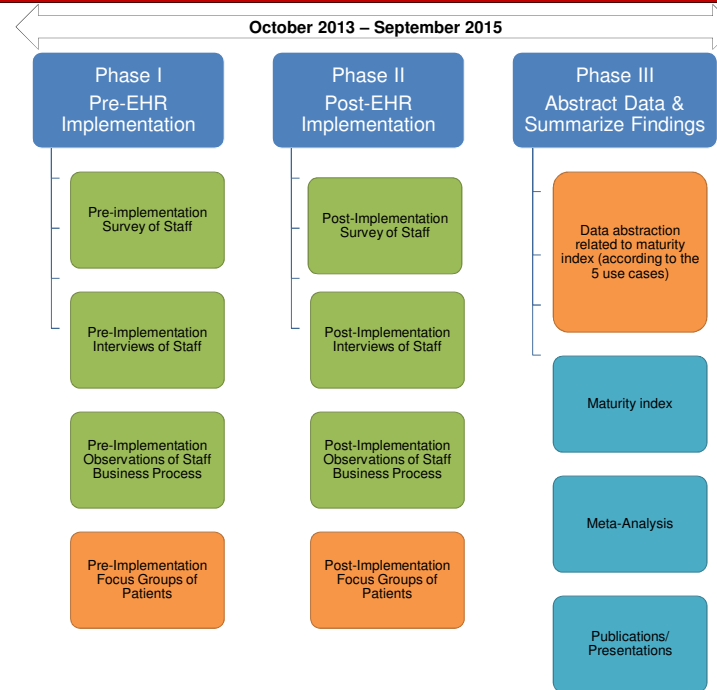 October 2013 – September 2015
Phase I
Pre-EHR
Implementation
Pre-implementation
Survey of Staff
Pre-Implementation
Interviews of Staff
Pre-Implementation
Observations of Staff
Business Process
Pre-Implementation
Focus Groups of
Patients
Phase II
Post-EHR
Implementation
Post-Implementation
Survey of Staff
Post-Implementation
Interviews of Staff
Post-Implementation
Observations of Staff
Business Process
Post-Implementation
Focus Groups of
Patients
Phase III
Abstract Data &
Summarize Findings
Data abstraction
related to maturity
index (according to the
5 use cases)
Maturity index
Meta-Analysis
Publications/
Presentations